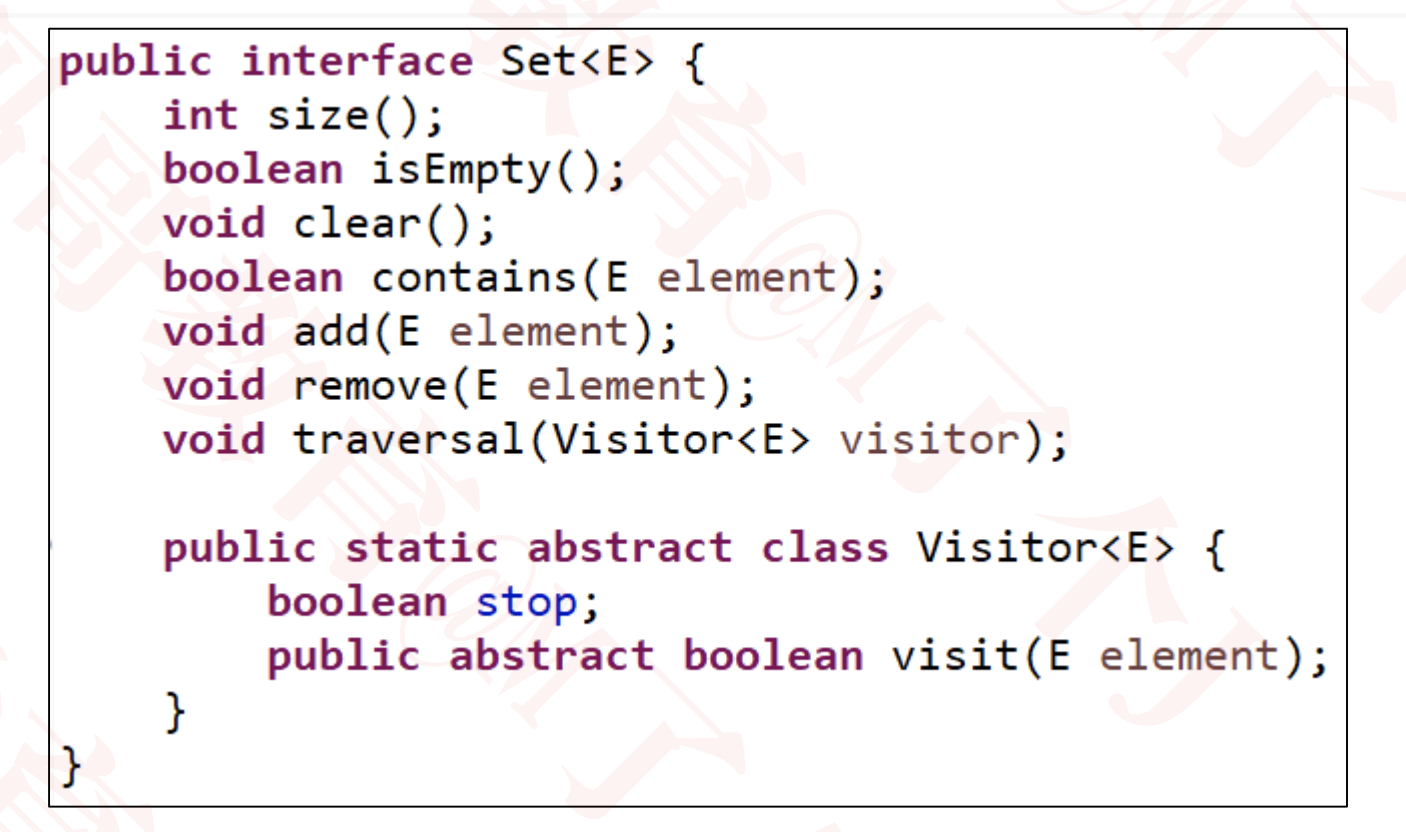 public interface Set<E> {
    int size();
    boolean isEmpty();
    void clear();
    boolean contains(E element);
    void add(E element);
    void remove(E element);
    void traversal(Visitor<E> visitor);

    public static abstract class Visitor<E> {
        boolean stop;
        public abstract boolean visit(E element);
    }
}